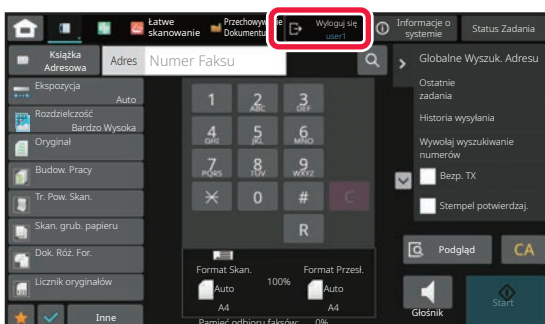 Łatwe skanowanie
Przechowywanie Dokumentu
Wyloguj się
user1
Informacje o systemie
Status Zadania
Książka Adresowa
Adres
Numer Faksu
Globalne Wyszuk. Adresu
Ekspozycja
Auto
Rozdzielczość
Bardzo Wysoka
Oryginał
Budow. Pracy
Tr. Pow. Skan.
Skan. grub. papieru
Dok. Róż. For.
Licznik oryginałów
Inne
1
2 ABC
3 DEF
4 GHI
5 JKL
6 MNO
7 PQRS
8 TUV
9 WXYZ
0
#
C
R
Format Skan.
Auto
A4
100%
Format Przesł.
Auto
A4
Pamięć odbioru faksów: 0%
Ostatnie zadania
Historia wysyłania
Wywołaj wyszukiwanie numerów
Bezp. TX
Stempel potwierdzaj.
Podgląd
CA
Głośnik
Start